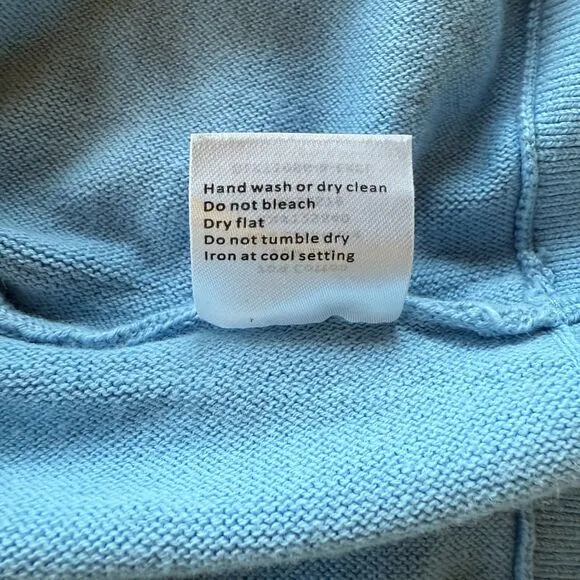 Hand wash or dry clean
Do not bleach
Dry flat
Do not tumble dry
Iron at cool setting